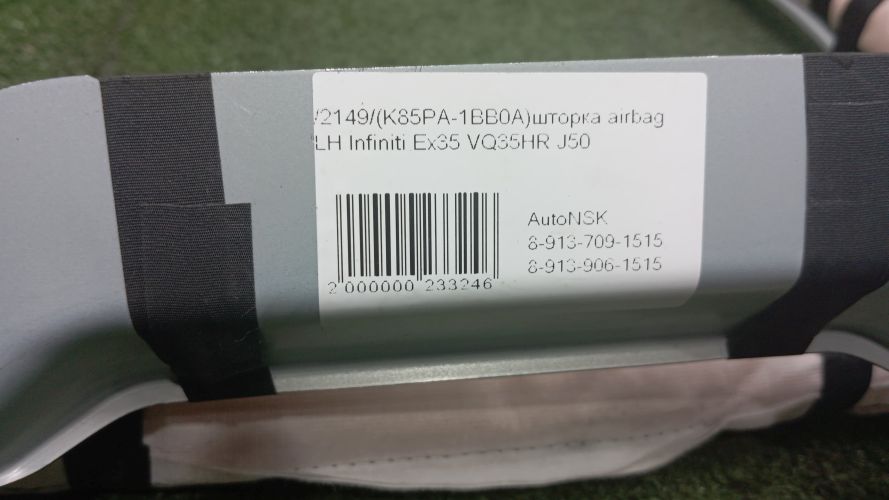 /2149/(K85PA-1BB0A)шторка airbag
LH Infiniti Ex35 VQ35HR J50
AutoNSK
8-913-709-1515
8-913-906-1515
2 000000 233246